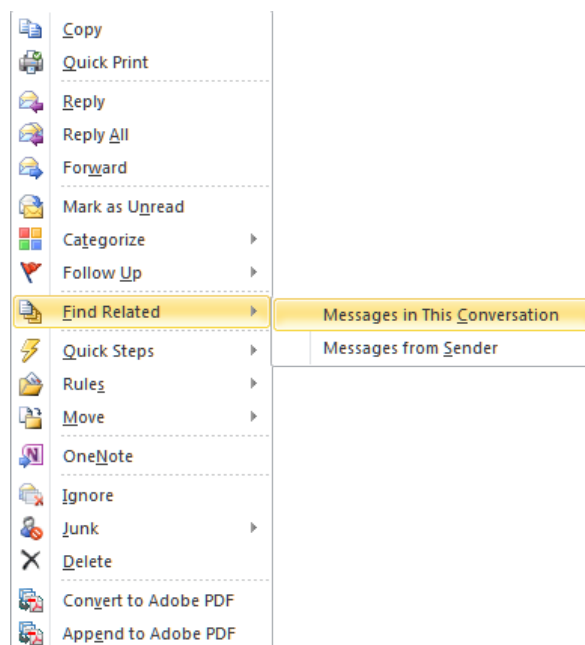 Copy
Quick Print
Reply
Reply All
Forward
Mark as Unread
Categorize
Follow Up
Find Related
Messages in This Conversation
Quick Steps
Messages from Sender
Rules
Move
OneNote
Ignore
Junk
Delete
Convert to Adobe PDF
Append to Adobe PDF